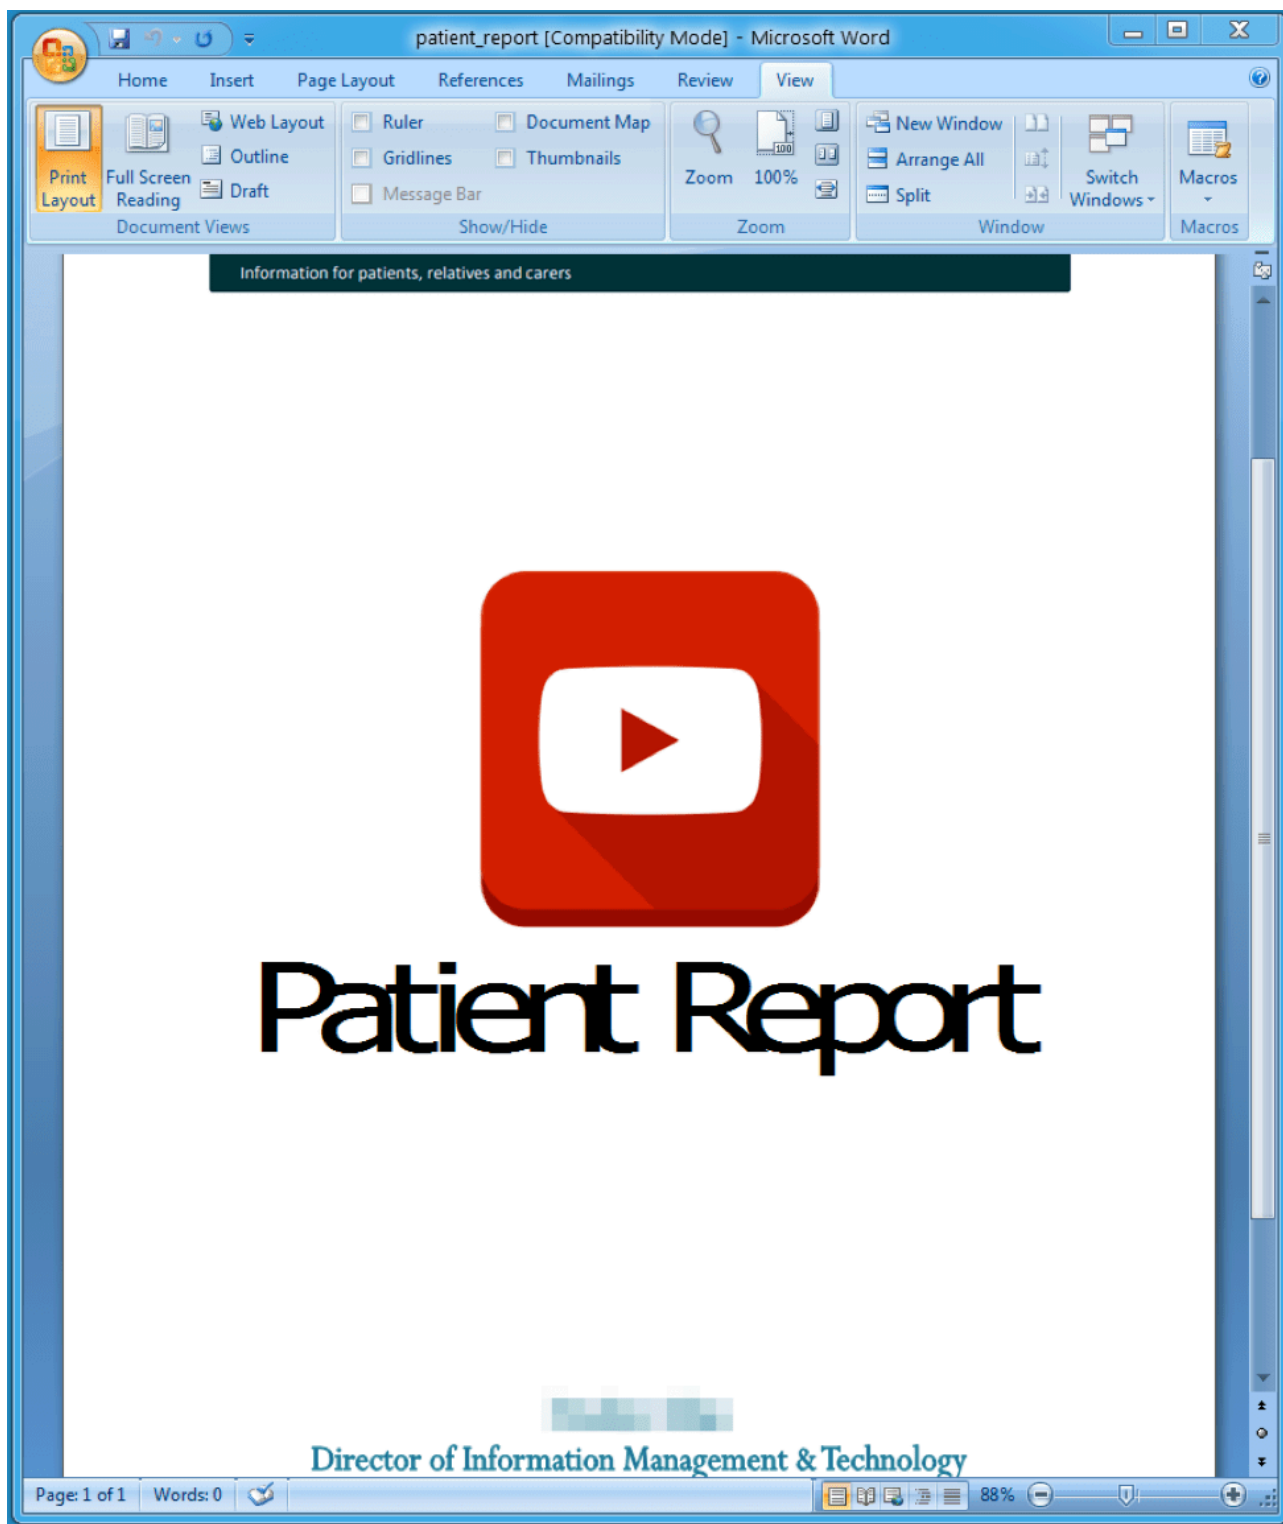 patient_report [Compatibility Mode] - Microsoft Word
Home Insert Page Layout References Mailings Review View
Print Layout
Full Screen Reading
Web Layout
Outline
Draft
Document Views
Ruler
Gridlines
Message Bar
Document Map
Thumbnails
Show/Hide
Zoom
100
100%
Zoom
New Window
Arrange All
Split
Switch Windows
Window
Macros
Macros
Information for patients, relatives and carers
Patient Report
Director of Information Management & Technology
Page: 1 of 1 Words: 0 88%